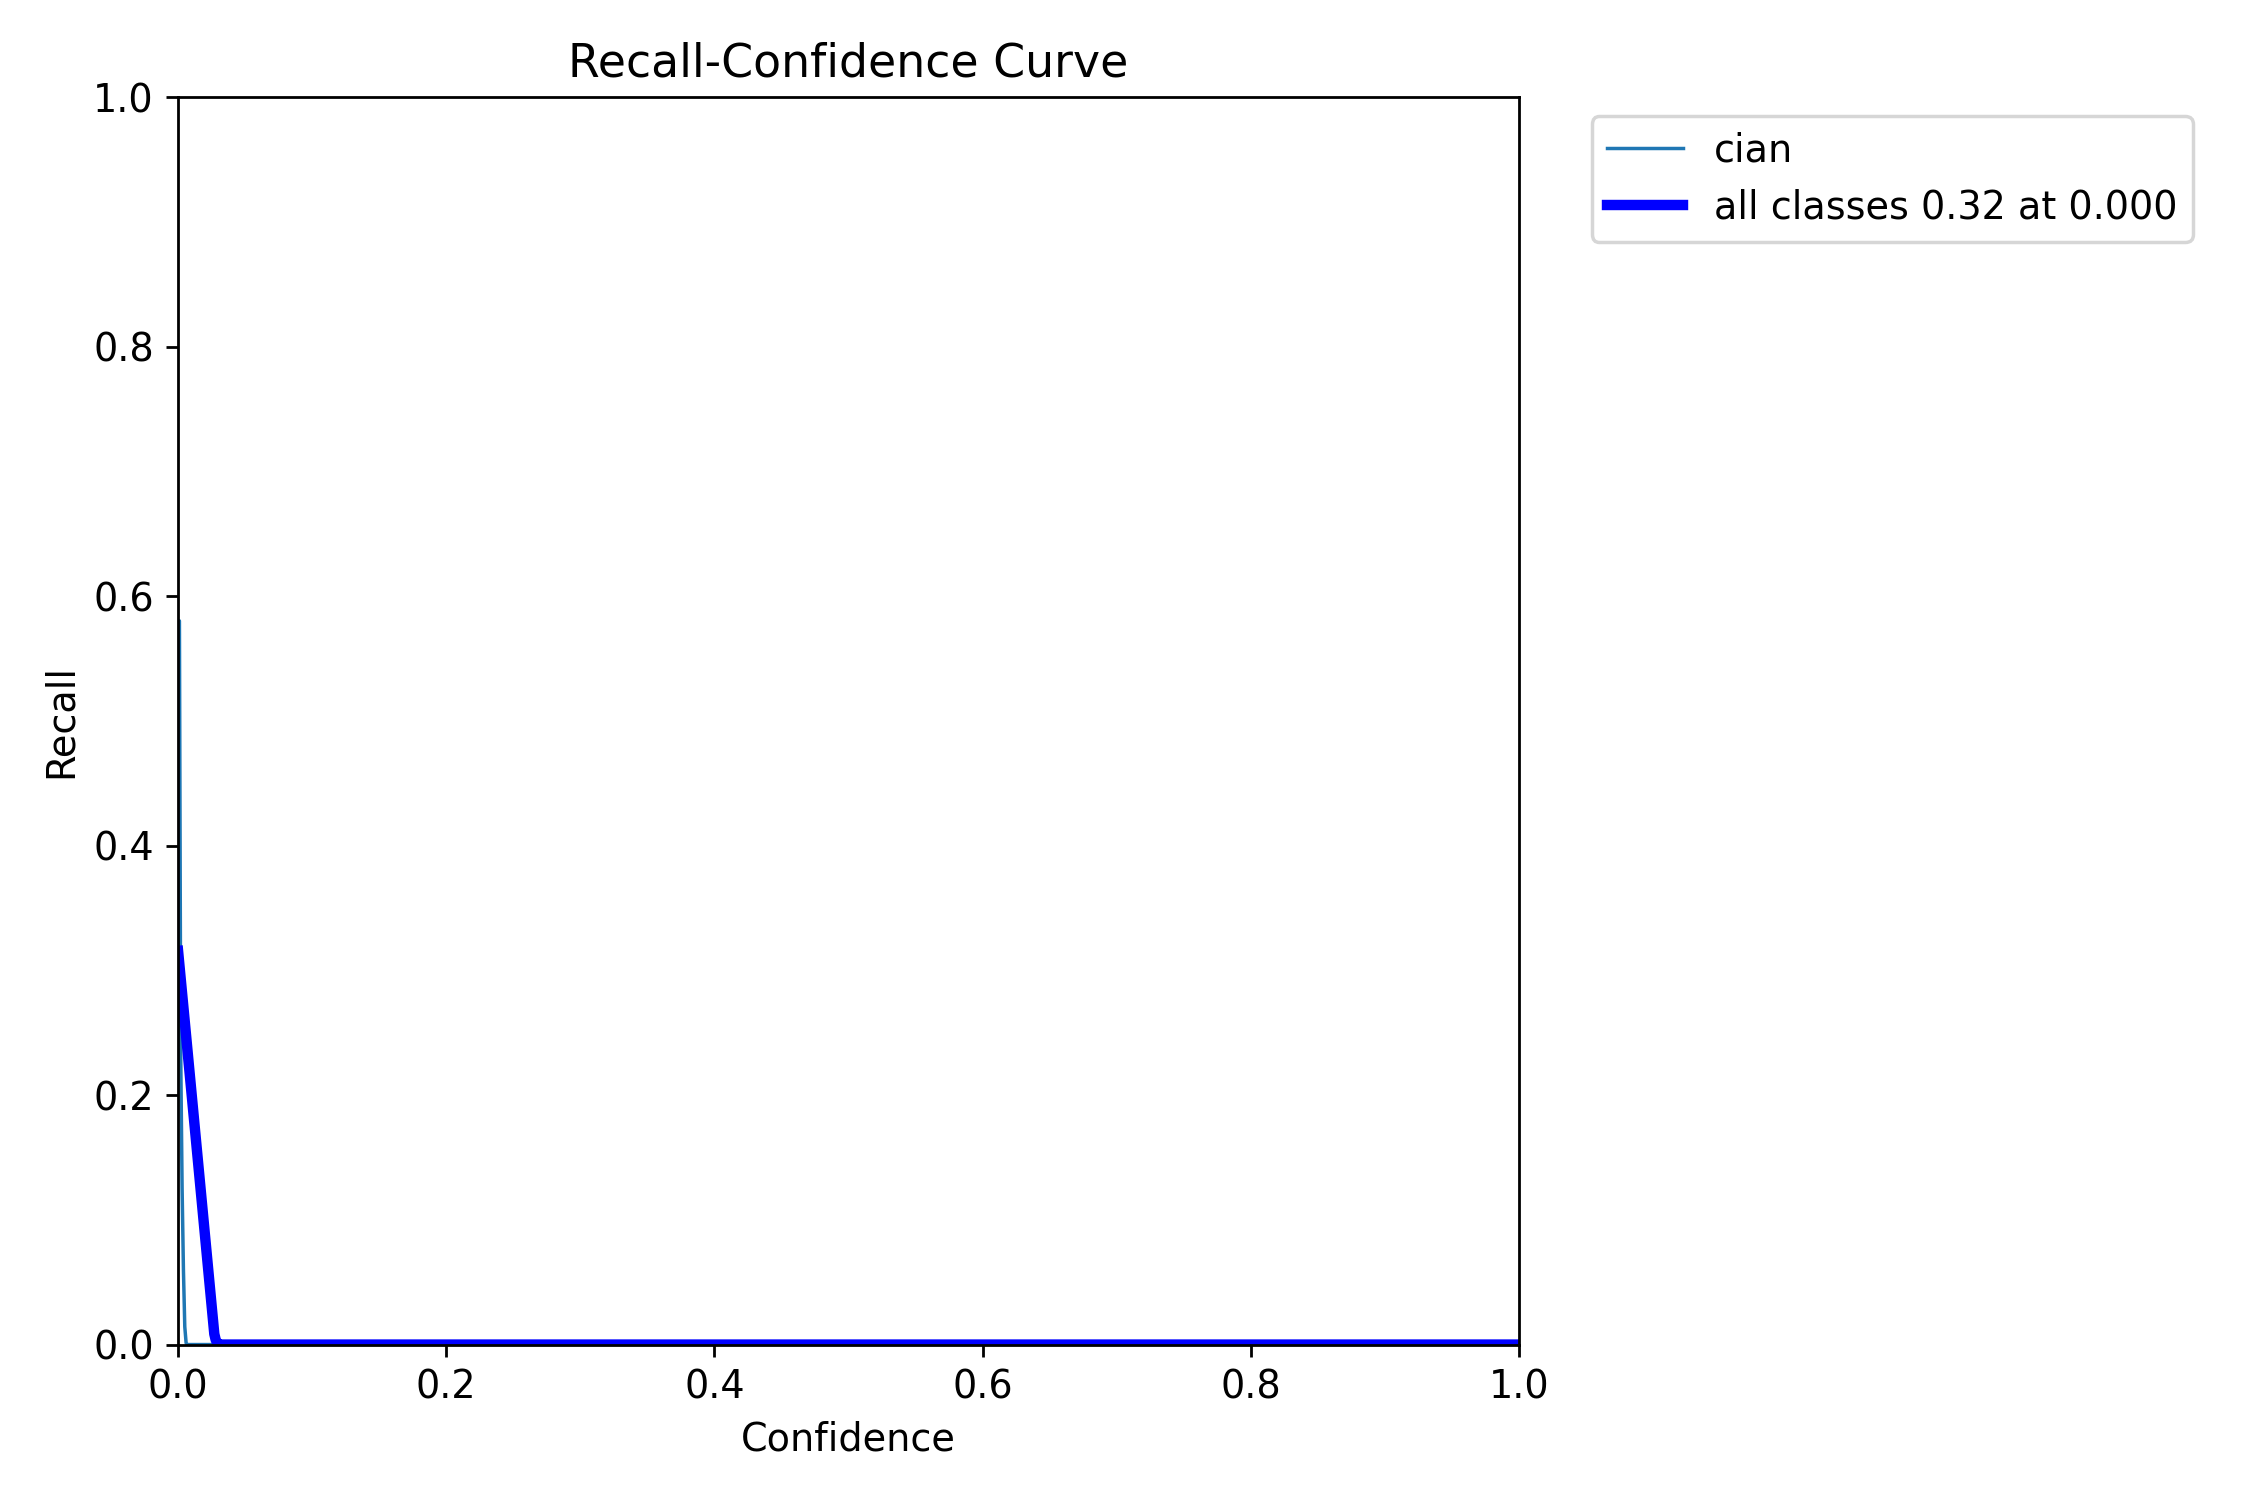 Recall-Confidence Curve
1.0
0.8
0.6
0.4
0.2
0.0
Recall
0.0 0.2 0.4 0.6 0.8 1.0
Confidence
cian
all classes 0.32 at 0.000